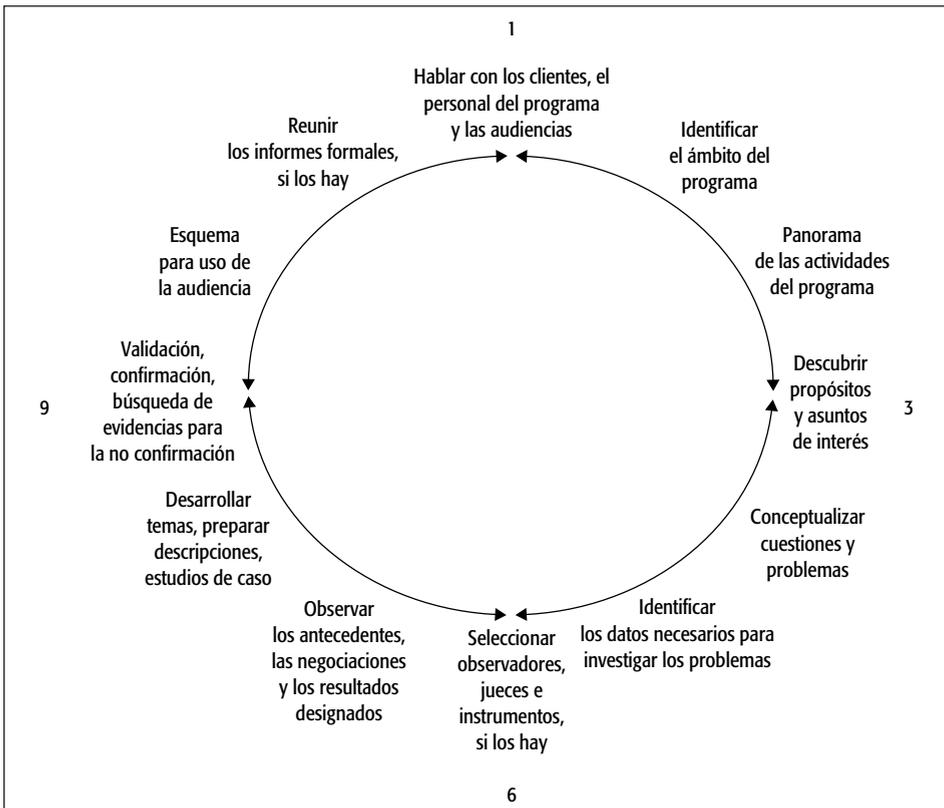 1
Hablar con los clientes, el
personal del programa
y las audiencias
Identificar
el ámbito del
programa
Panorama
de las actividades
del programa
Descubrir
propósitos
y asuntos
de interés
3
Conceptualizar
cuestiones y
problemas
Identificar
los datos necesarios para
investigar los problemas
Seleccionar
observadores,
jueces e
instrumentos,
si los hay
6
Observar
los antecedentes,
las negociaciones
y los resultados
designados
Desarrollar
temas, preparar
descripciones,
estudios de caso
Validación,
confirmación,
búsqueda de
evidencias para
la no confirmación
9
Esquema
para uso de
la audiencia
Reunir
los informes formales,
si los hay